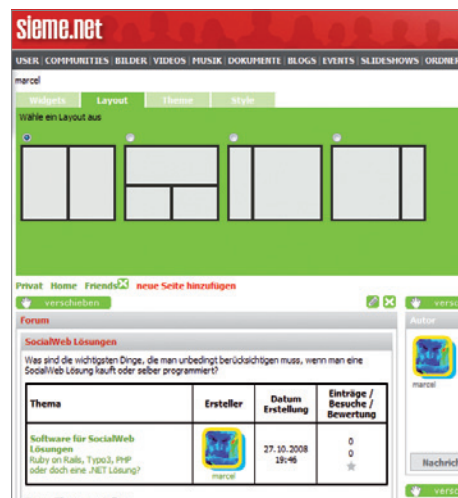 sieme.net
USER | COMMUNITIES | BILDER | VIDEOS | MUSIK | DOKUMENTE | BLOGS | EVENTS | SLIDESHOWS | ORDNER
marcel
Widgets Layout Theme Style
Wähle ein Layout aus
Privat Home Friends neue Seite hinzufügen
verschieben
Forum
SocialWeb Lösungen
Was sind die wichtigsten Dinge, die man unbedingt berücksichtigen muss, wenn man eine
SocialWeb Lösung kauft oder selber programmiert?
Thema
Ersteller
Datum
Erstellung
Einträge /
Besuche /
Bewertung
Software für SocialWeb
Lösungen
Ruby on Rails, Typo3, PHP
oder doch eine .NET Lösung?
marcel
27.10.2008
19:46
0
0
versc
Autor
marcel
Nachrich
versc